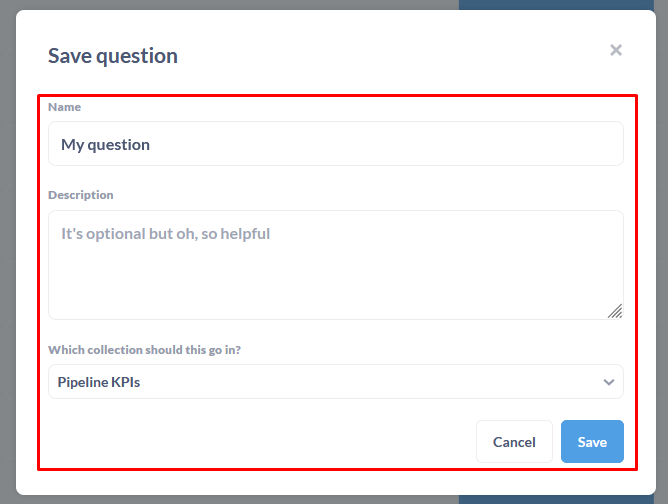 Save question
Name
My question
Description
It's optional but oh, so helpful
Which collection should this go in?
Pipeline KPIs
Cancel
Save